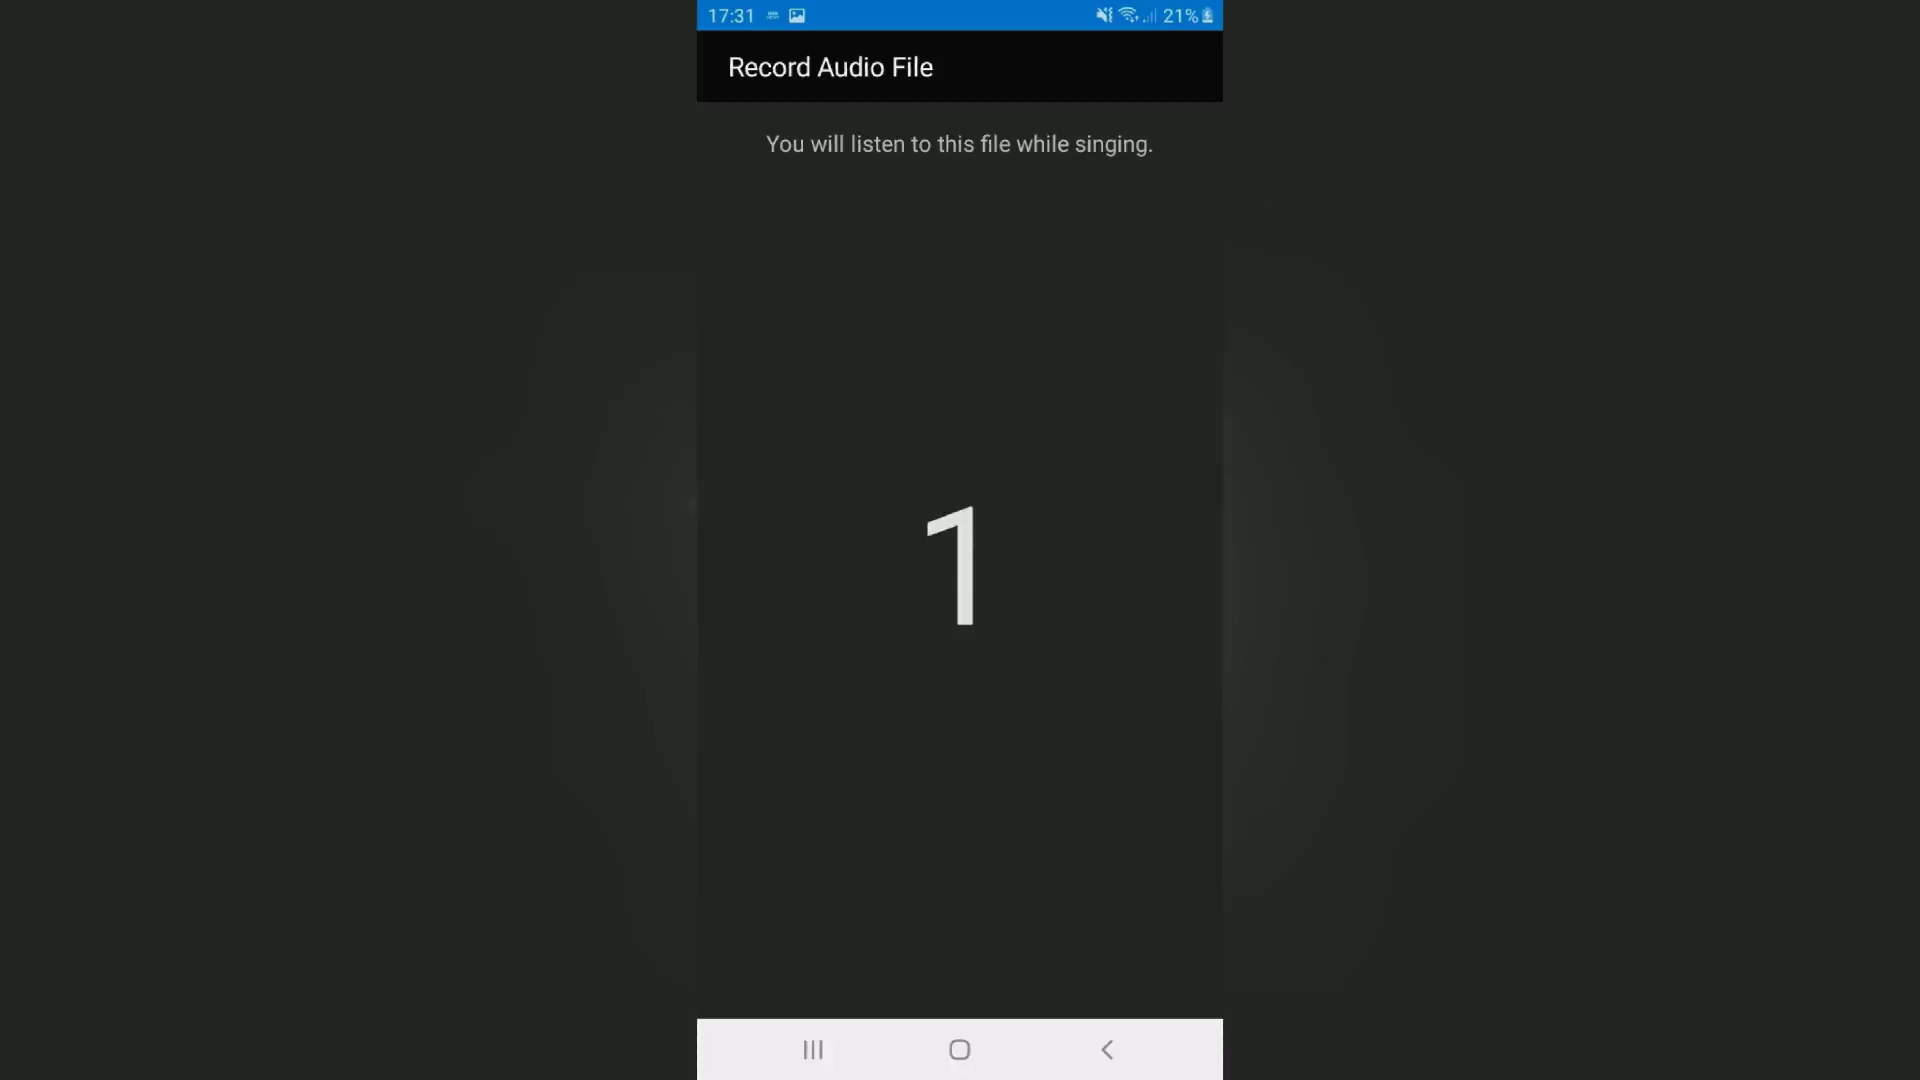 17:31 21%
Record Audio File
You will listen to this file while singing.
1